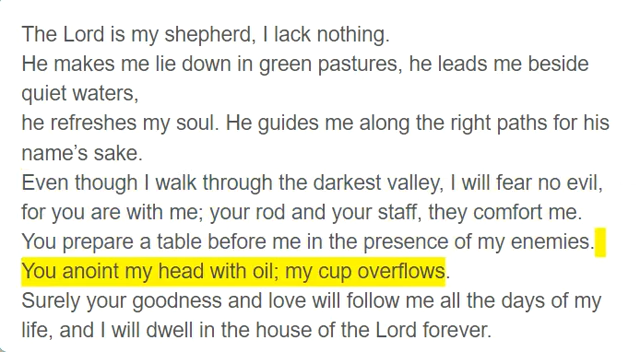 The Lord is my shepherd, I lack nothing.
He makes me lie down in green pastures, he leads me beside
quiet waters,
he refreshes my soul. He guides me along the right paths for his
name’s sake.
Even though I walk through the darkest valley, I will fear no evil,
for you are with me; your rod and your staff, they comfort me.
You prepare a table before me in the presence of my enemies.
You anoint my head with oil; my cup overflows.
Surely your goodness and love will follow me all the days of my
life, and I will dwell in the house of the Lord forever.